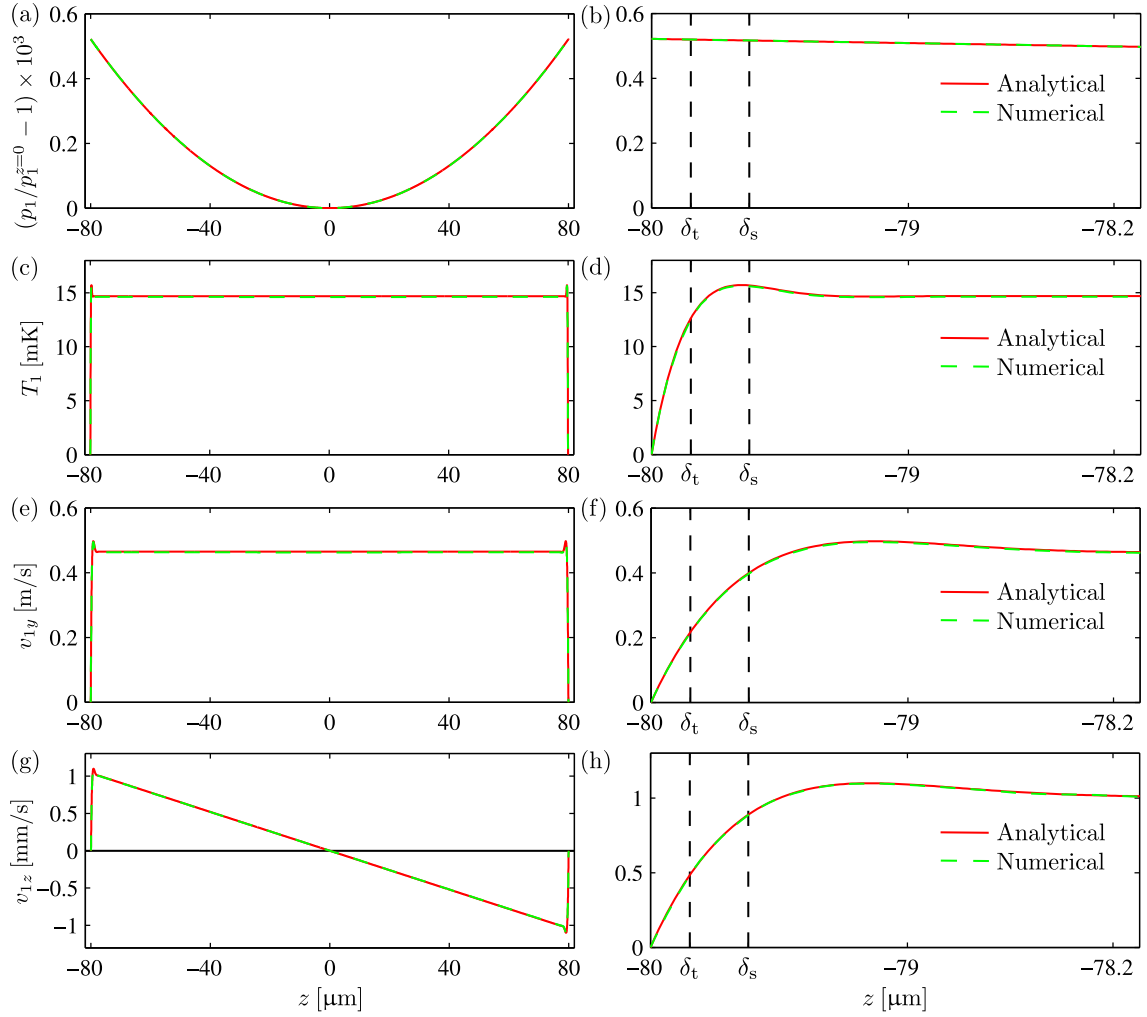 (a)
(p₁/p₁ᶻ⁼⁰ − 1) × 10³
0.6
0.4
0.2
0
−80 −40 0 40 80
(b)
0.6
0.4
0.2
0
Analytical
Numerical
−80 δt δs −79 −78.2
(c)
T₁ [mK]
15
10
5
0
−80 −40 0 40 80
(d)
15
10
5
0
Analytical
Numerical
−80 δt δs −79 −78.2
(e)
v₁y [m/s]
0.6
0.4
0.2
0
−80 −40 0 40 80
(f)
0.6
0.4
0.2
0
Analytical
Numerical
−80 δt δs −79 −78.2
(g)
v₁z [mm/s]
1
0.5
0
−0.5
−1
−80 −40 0 40 80
z [μm]
(h)
1
0.5
0
Analytical
Numerical
−80 δt δs −79 −78.2
z [μm]